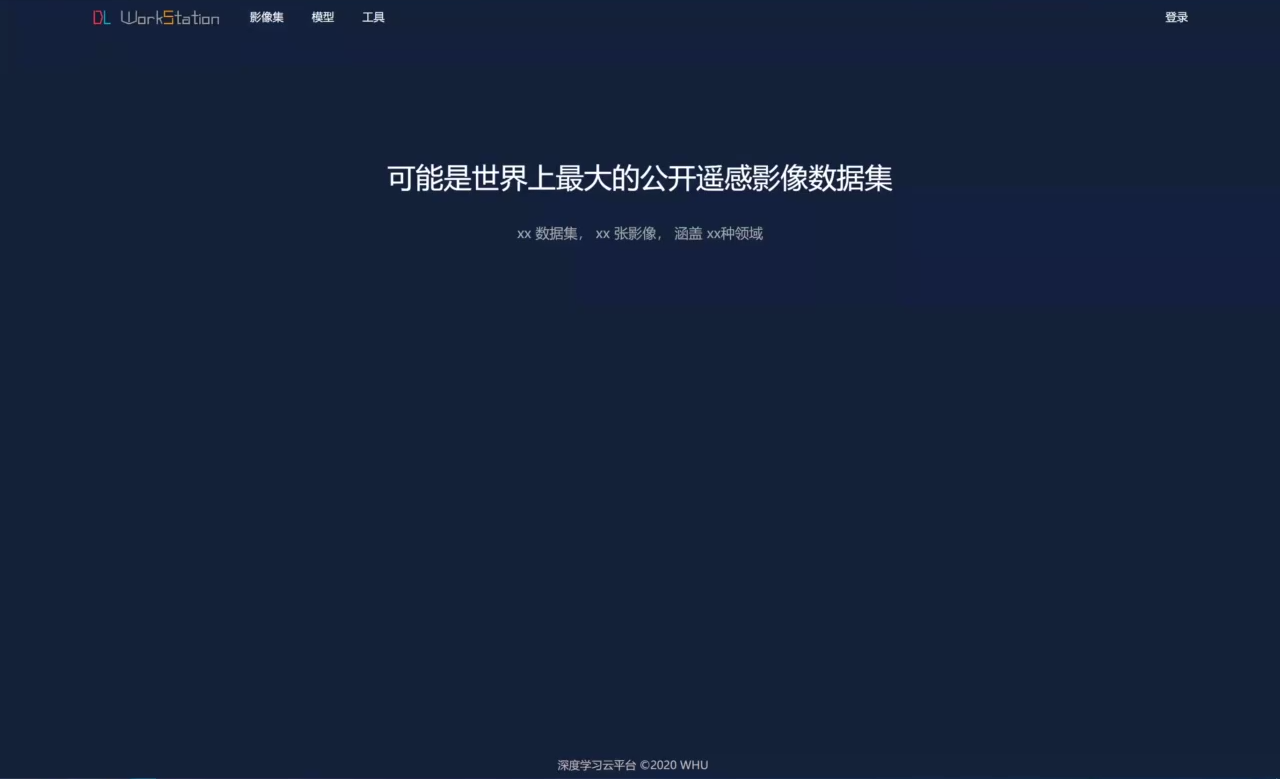 DL WorkStation 影像集 模型 工具 登录
可能是世界上最大的公开遥感影像数据集
xx 数据集， xx 张影像， 涵盖 xx种领域
深度学习云平台 ©2020 WHU